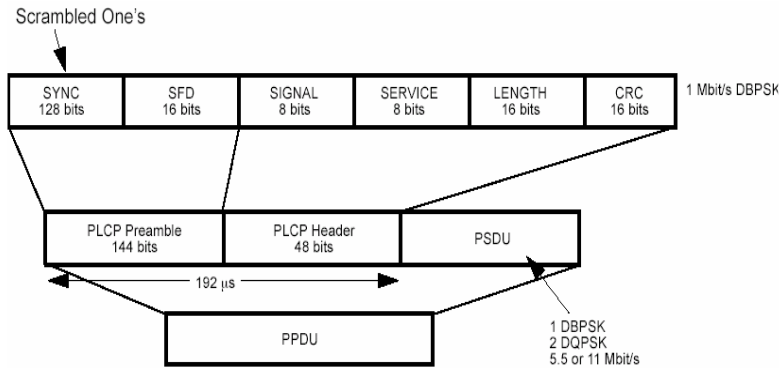 Scrambled One's
SYNC
128 bits
SFD
16 bits
SIGNAL
8 bits
SERVICE
8 bits
LENGTH
16 bits
CRC
16 bits
1 Mbit/s DBPSK
PLCP Preamble
144 bits
PLCP Header
48 bits
PSDU
192 μs
PPDU
1 DBPSK
2 DQPSK
5.5 or 11 Mbit/s